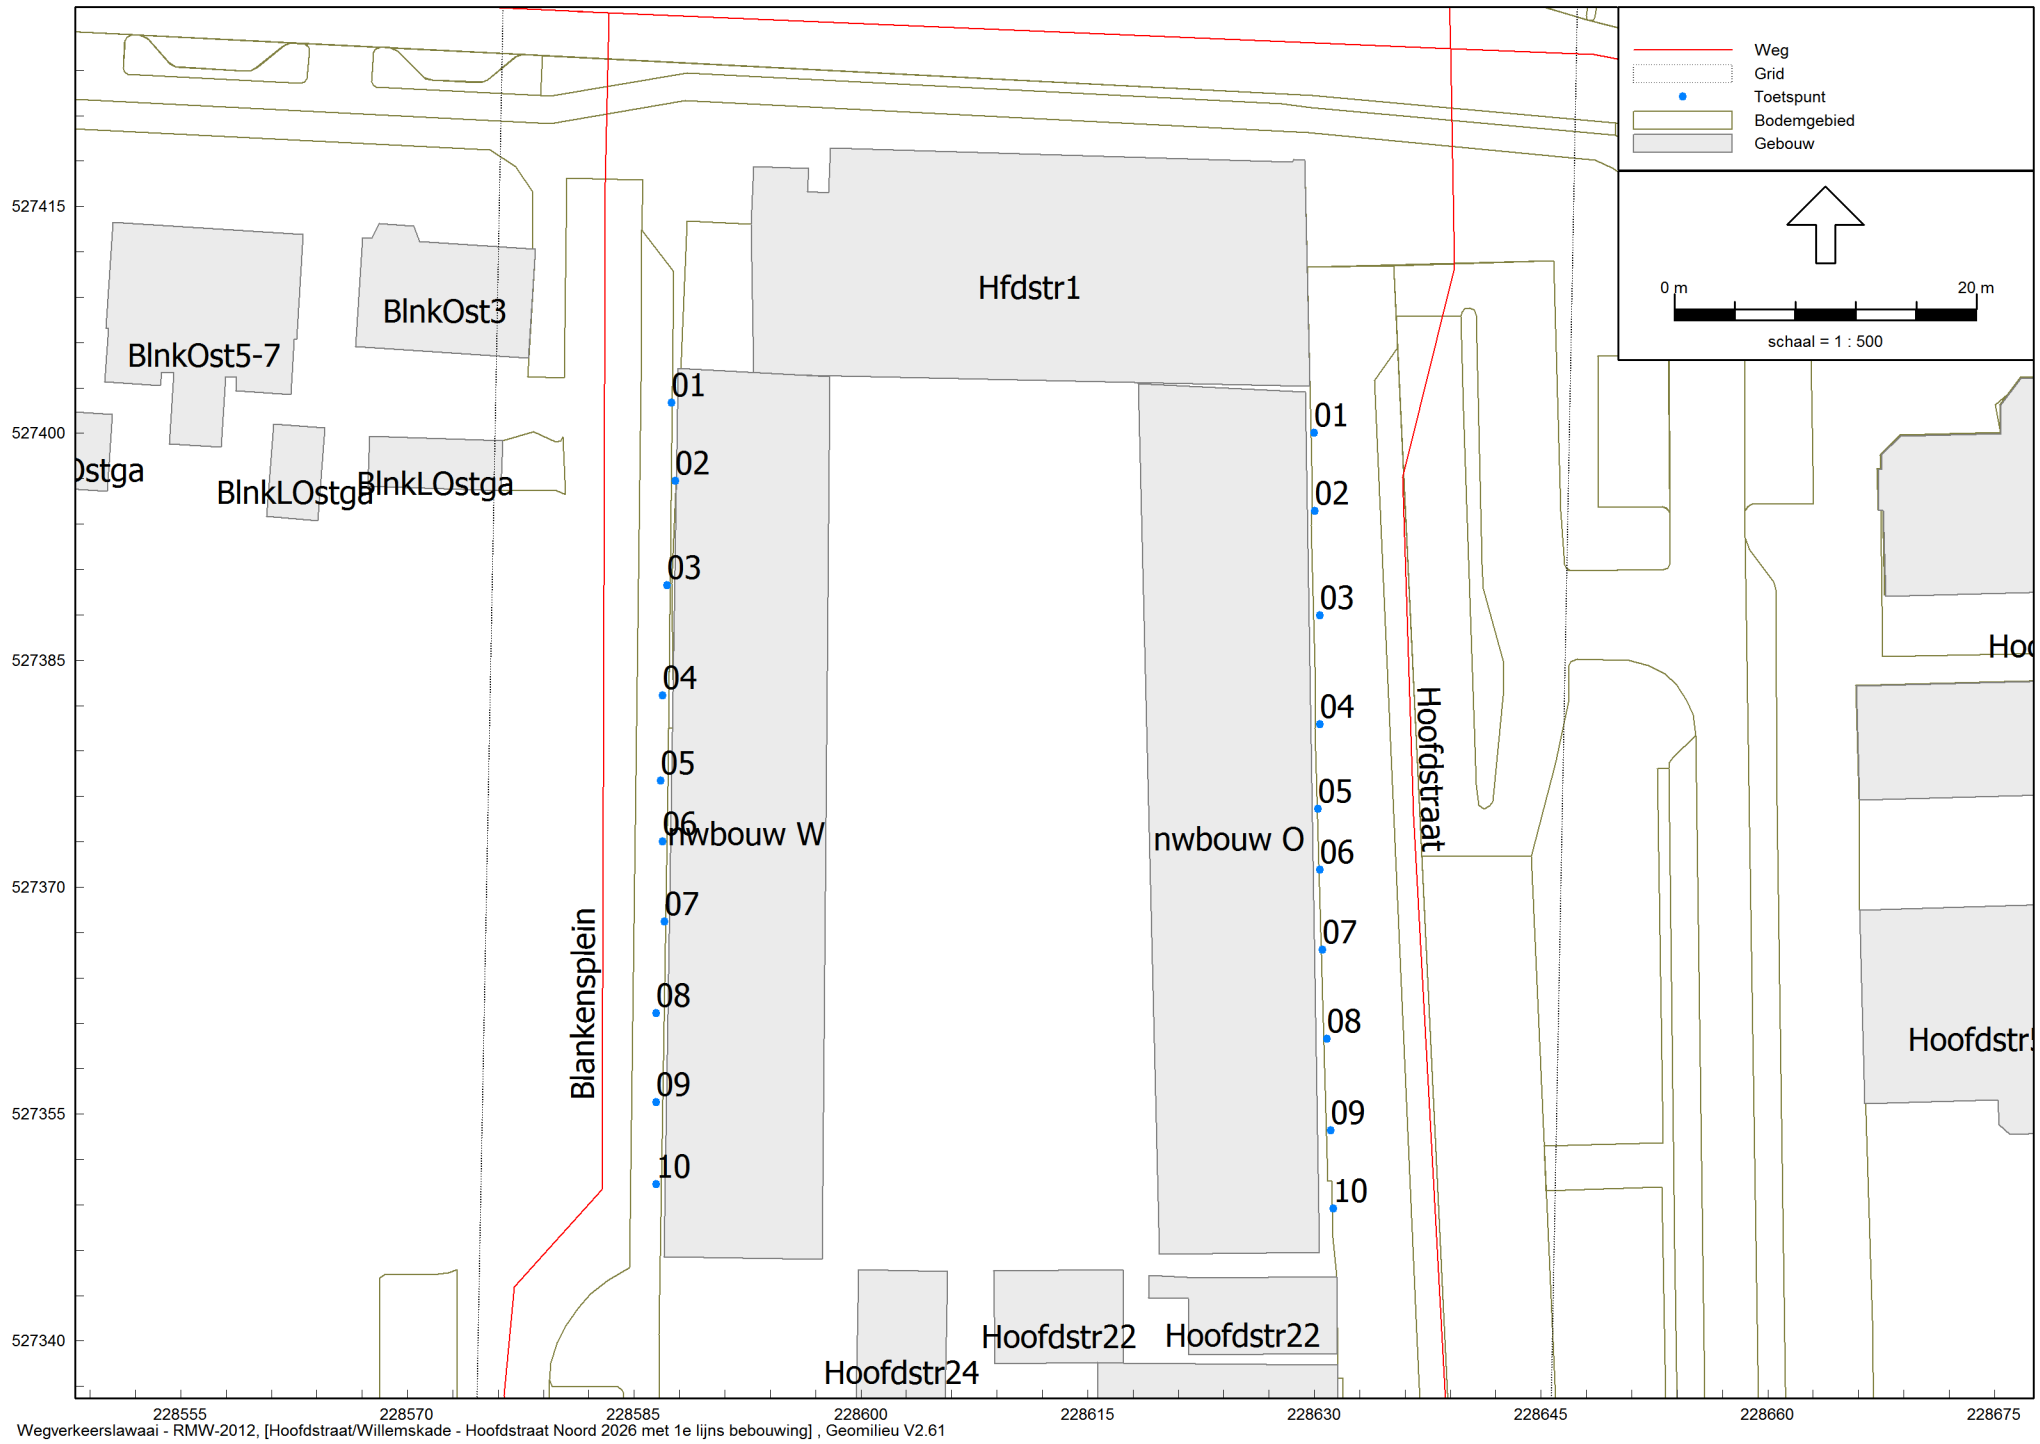 Weg
Grid
Toetspunt
Bodemgebied
Gebouw
0 m 20 m
schaal = 1 : 500
527415
527400
527385
527370
527355
527340
Hfdstr1
BlnkOst3
BlnkOst5-7
Ostga
BlnkLOstga
BlnkLOstga
01
02
03
04
05
06
07
08
09
10
nwbouw W
nwbouw O
01
02
03
04
05
06
07
08
09
10
Blankensplein
Hoofdstraat
Hoo
Hoofdstr5
Hoofdstr24
Hoofdstr22
Hoofdstr22
228555 228570 228585 228600 228615 228630 228645 228660 228675
Wegverkeerslawaai - RMW-2012, [Hoofdstraat/Willemskade - Hoofdstraat Noord 2026 met 1e lijns bebouwing] , Geomilieu V2.61